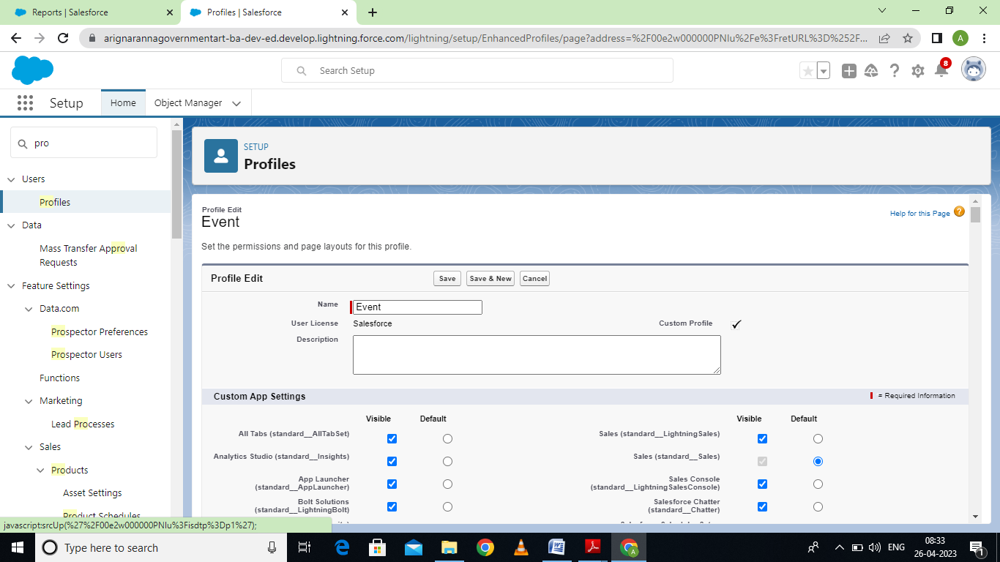 Reports | Salesforce
Profiles | Salesforce
arignarannagovernmentart-ba-dev-ed.develop.lightning.force.com/lightning/setup/EnhancedProfiles/page?address=%2F00e2w000000PNIu%2Fe%3FretURL%3D%252F...
A
Search Setup
8
Setup
Home
Object Manager
pro
Users
Profiles
Data
Mass Transfer Approval
Requests
Feature Settings
Data.com
Prospector Preferences
Prospector Users
Functions
Marketing
Lead Processes
Sales
Products
Asset Settings
Product Schedules
SETUP
Profiles
Profile Edit
Event
Help for this Page
Set the permissions and page layouts for this profile.
Profile Edit
Save
Save & New
Cancel
Name
Event
User License
Salesforce
Custom Profile
Description
Custom App Settings
= Required Information
Visible Default Visible Default
All Tabs (standard__AllTabSet)
Sales (standard__LightningSales)
Analytics Studio (standard__Insights)
Sales (standard__Sales)
App Launcher
(standard__AppLauncher)
Sales Console
(standard__LightningSalesConsole)
Bolt Solutions
(standard__LightningBolt)
Salesforce Chatter
(standard__Chatter)
javascript:srcUp(%27%2F00e2w000000PNIu%3Fisdtp%3Dp1%27);
Type here to search
ENG
08:33
26-04-2023
1